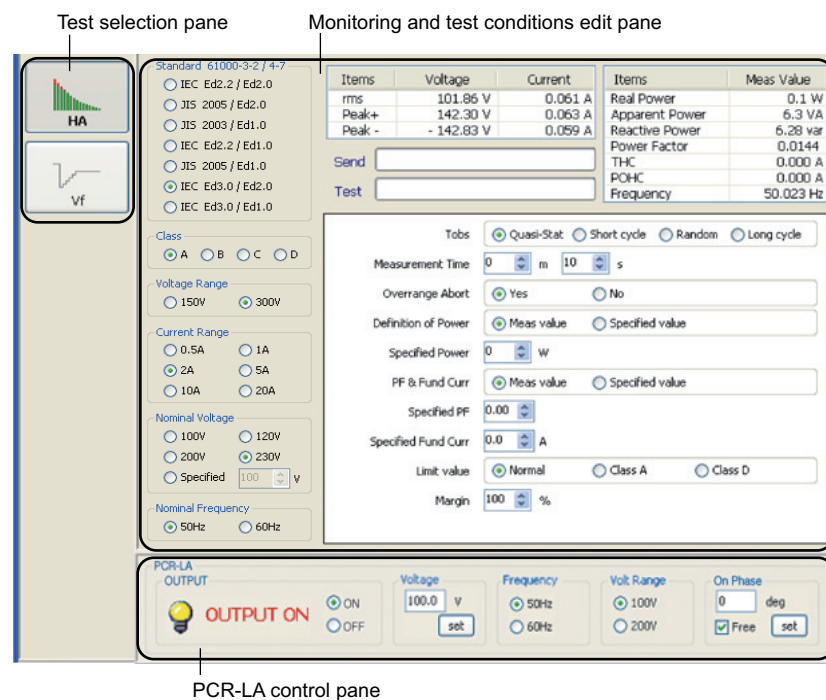 Test selection pane
Monitoring and test conditions edit pane
HA
Vf
Standard 61000-3-2 / 4-7
IEC Ed2.2 / Ed2.0
JIS 2005 / Ed2.0
JIS 2003 / Ed1.0
IEC Ed2.2 / Ed1.0
JIS 2005 / Ed1.0
IEC Ed3.0 / Ed2.0
IEC Ed3.0 / Ed1.0
Class
A B C D
Voltage Range
150V 300V
Current Range
0.5A 1A
2A 5A
10A 20A
Nominal Voltage
100V 120V
200V 230V
Specified 100 V
Nominal Frequency
50Hz 60Hz
Items Voltage Current
rms 101.86 V 0.061 A
Peak+ 142.30 V 0.063 A
Peak - - 142.83 V 0.059 A
Send
Test
Items Meas Value
Real Power 0.1 W
Apparent Power 6.3 VA
Reactive Power 6.28 var
Power Factor 0.0144
THC 0.000 A
POHC 0.000 A
Frequency 50.023 Hz
Tobs Quasi-Stat Short cycle Random Long cycle
Measurement Time 0 m 10 s
Overrange Abort Yes No
Definition of Power Meas value Specified value
Specified Power 0 W
PF & Fund Curr Meas value Specified value
Specified PF 0.00
Specified Fund Curr 0.0 A
Limit value Normal Class A Class D
Margin 100 %
PCR-LA
OUTPUT
OUTPUT ON
ON
OFF
Voltage
100.0 V
set
Frequency
50Hz
60Hz
Volt Range
100V
200V
On Phase
0 deg
Free set
PCR-LA control pane